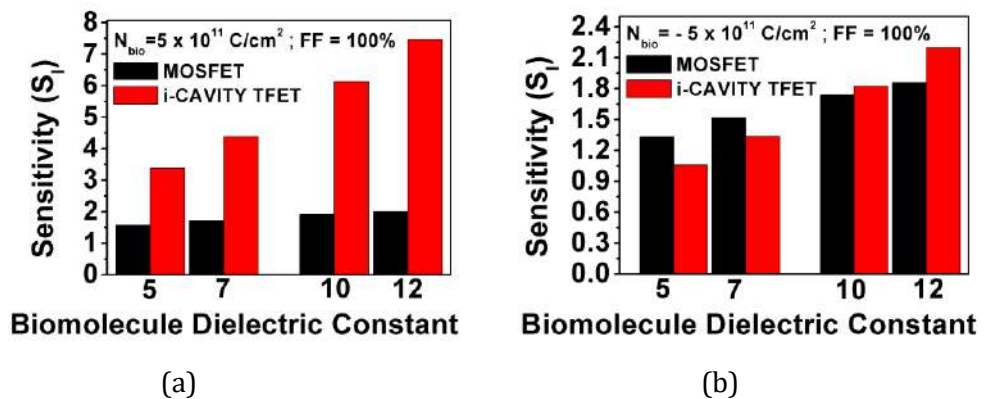 8
7
6
5
4
3
2
1
0
Sensitivity (S_I)
N_bio =5 x 10^11 C/cm^2 ; FF = 100%
MOSFET
i-CAVITY TFET
5 7 10 12
Biomolecule Dielectric Constant
(a)
2.4
2.1
1.8
1.5
1.2
0.9
0.6
0.3
0.0
Sensitivity (S_I)
N_bio = - 5 x 10^11 C/cm^2 ; FF = 100%
MOSFET
i-CAVITY TFET
5 7 10 12
Biomolecule Dielectric Constant
(b)